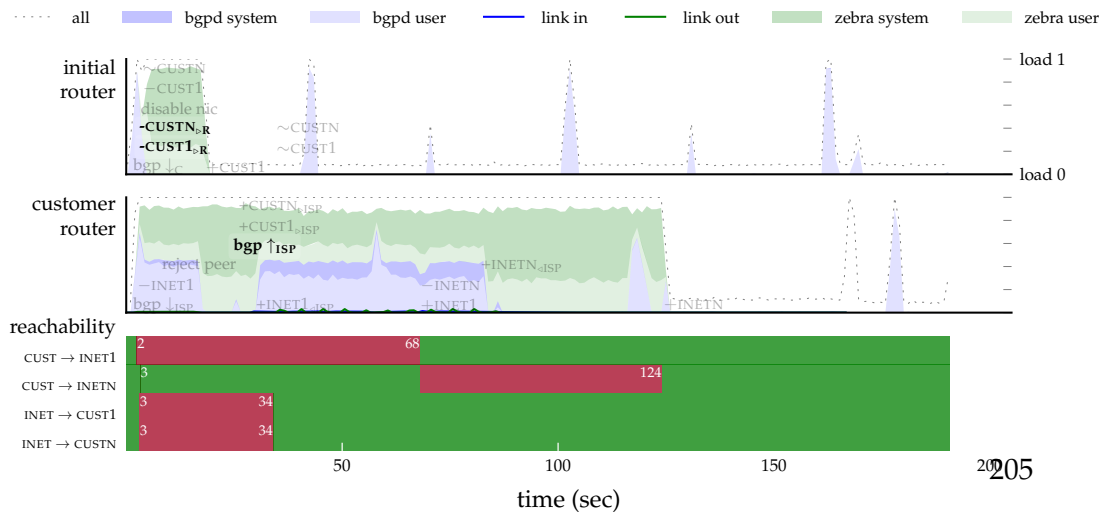 all bgpd system bgpd user link in link out zebra system zebra user
initial router
load 1
∼CUSTN
−CUST1
disable nic
-CUSTN▹R
∼CUSTN
-CUST1▹R
∼CUST1
bgp ↓C
+CUST1
load 0
customer router
+CUSTN◃ISP
+CUST1▹ISP
bgp ↑ISP
reject peer
+INETN◃ISP
−INET1
−INETN
bgp ↓ISP
+INET1◃ISP
+INET1
−INETN
reachability
CUST → INET1
2 68
CUST → INETN
3 124
INET → CUST1
3 34
INET → CUSTN
3 34
50 100 150 200
205
time (sec)